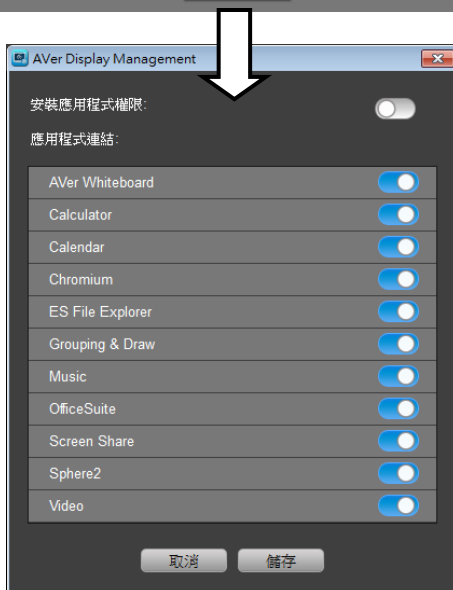 AVer Display Management
安裝應用程式權限:
應用程式連結:
AVer Whiteboard
Calculator
Calendar
Chromium
ES File Explorer
Grouping & Draw
Music
OfficeSuite
Screen Share
Sphere2
Video
取消 儲存